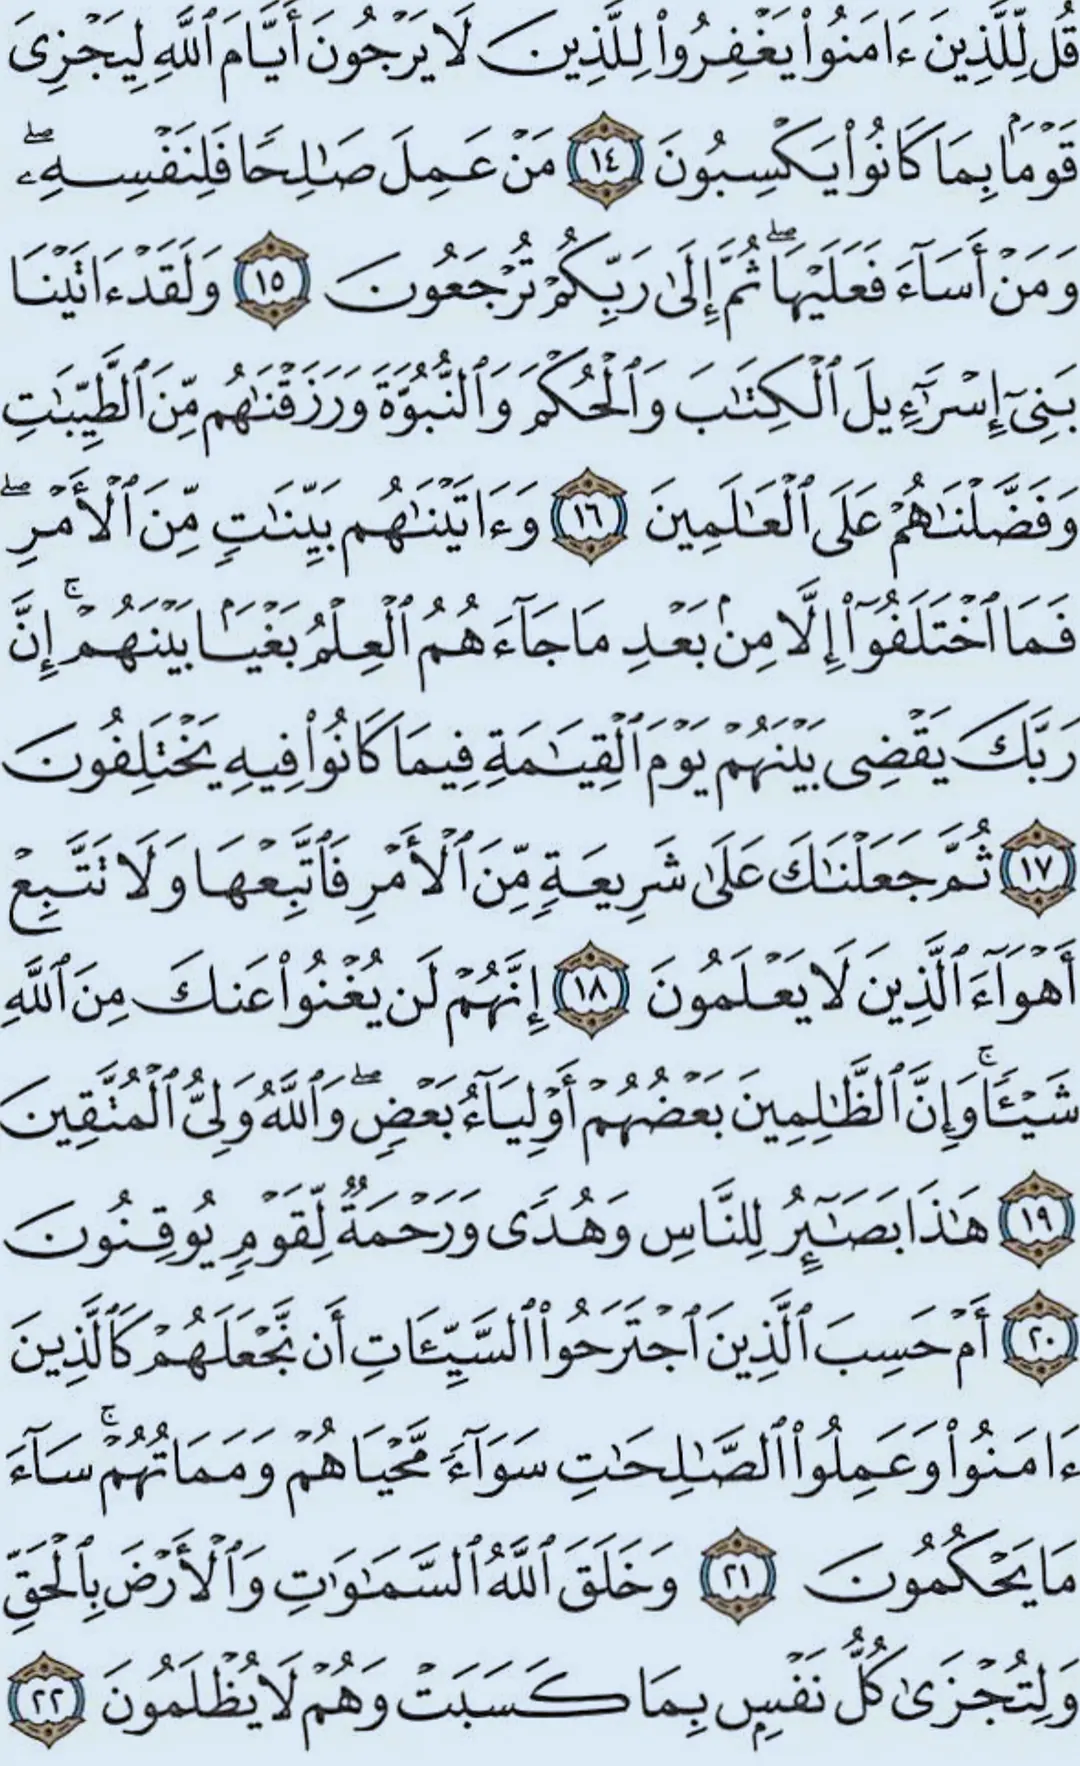 قُل لِّلَّذِينَ ءَامَنُواْ يَغْفِرُواْ لِلَّذِينَ لَا يَرْجُونَ أَيَّامَ ٱللَّهِ لِيَجْزِىَ
قَوْمَۢا بِمَا كَانُواْ يَكْسِبُونَ ١٤ مَنْ عَمِلَ صَٰلِحًا فَلِنَفْسِهِۦۖ
وَمَنْ أَسَآءَ فَعَلَيْهَاۖ ثُمَّ إِلَىٰ رَبِّكُمْ تُرْجَعُونَ ١٥ وَلَقَدْ ءَاتَيْنَا
بَنِىٓ إِسْرَٰٓءِيلَ ٱلْكِتَٰبَ وَٱلْحُكْمَ وَٱلنُّبُوَّةَ وَرَزَقْنَٰهُم مِّنَ ٱلطَّيِّبَٰتِ
وَفَضَّلْنَٰهُمْ عَلَى ٱلْعَٰلَمِينَ ١٦ وَءَاتَيْنَٰهُم بَيِّنَٰتٍ مِّنَ ٱلْأَمْرِۖ
فَمَا ٱخْتَلَفُوٓاْ إِلَّا مِنۢ بَعْدِ مَا جَآءَهُمُ ٱلْعِلْمُ بَغْيَۢا بَيْنَهُمْۚ إِنَّ
رَبَّكَ يَقْضِى بَيْنَهُمْ يَوْمَ ٱلْقِيَٰمَةِ فِيمَا كَانُواْ فِيهِ يَخْتَلِفُونَ
١٧ ثُمَّ جَعَلْنَٰكَ عَلَىٰ شَرِيعَةٍ مِّنَ ٱلْأَمْرِ فَٱتَّبِعْهَا وَلَا تَتَّبِعْ
أَهْوَآءَ ٱلَّذِينَ لَا يَعْلَمُونَ ١٨ إِنَّهُمْ لَن يُغْنُواْ عَنكَ مِنَ ٱللَّهِ
شَيْـًٔاۚ وَإِنَّ ٱلظَّٰلِمِينَ بَعْضُهُمْ أَوْلِيَآءُ بَعْضٍۖ وَٱللَّهُ وَلِىُّ ٱلْمُتَّقِينَ
١٩ هَٰذَا بَصَٰٓئِرُ لِلنَّاسِ وَهُدًى وَرَحْمَةٌ لِّقَوْمٍ يُوقِنُونَ
٢٠ أَمْ حَسِبَ ٱلَّذِينَ ٱجْتَرَحُواْ ٱلسَّيِّـَٔاتِ أَن نَّجْعَلَهُمْ كَٱلَّذِينَ
ءَامَنُواْ وَعَمِلُواْ ٱلصَّٰلِحَٰتِ سَوَآءً مَّحْيَاهُمْ وَمَمَاتُهُمْۚ سَآءَ
مَا يَحْكُمُونَ ٢١ وَخَلَقَ ٱللَّهُ ٱلسَّمَٰوَٰتِ وَٱلْأَرْضَ بِٱلْحَقِّ
وَلِتُجْزَىٰ كُلُّ نَفْسٍۭ بِمَا كَسَبَتْ وَهُمْ لَا يُظْلَمُونَ ٢٢